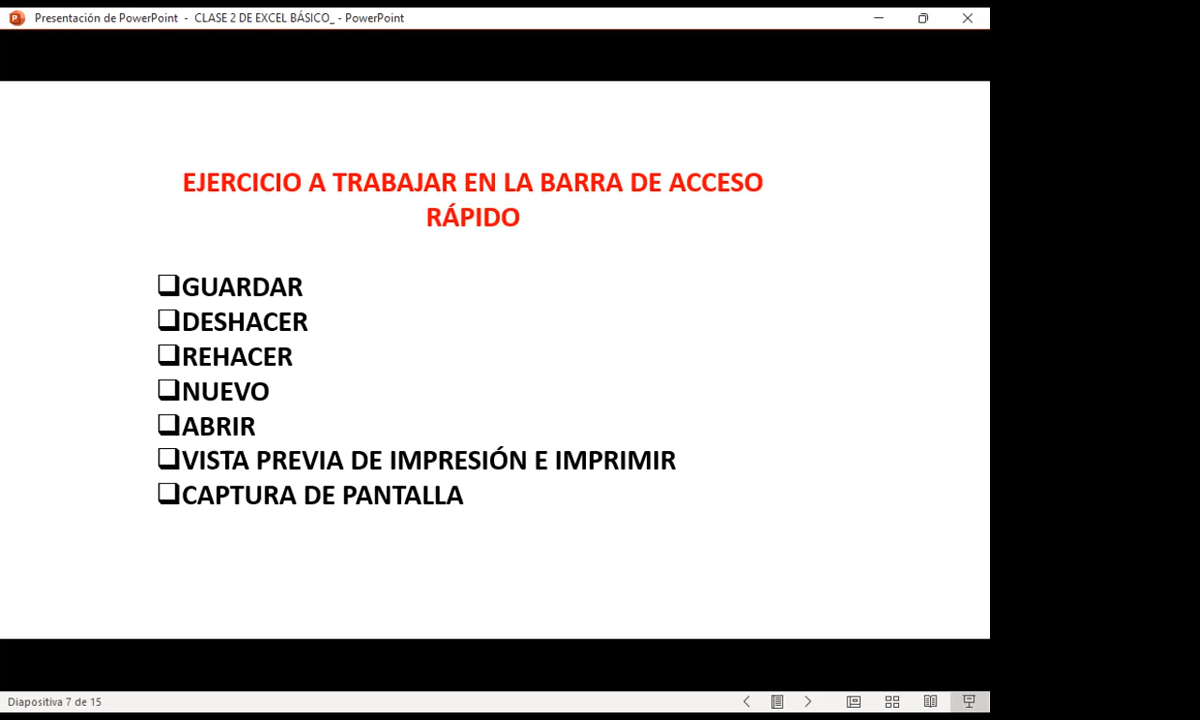 Presentación de PowerPoint - CLASE 2 DE EXCEL BÁSICO_ - PowerPoint
EJERCICIO A TRABAJAR EN LA BARRA DE ACCESO
RÁPIDO
GUARDAR
DESHACER
REHACER
NUEVO
ABRIR
VISTA PREVIA DE IMPRESIÓN E IMPRIMIR
CAPTURA DE PANTALLA
Diapositiva 7 de 15